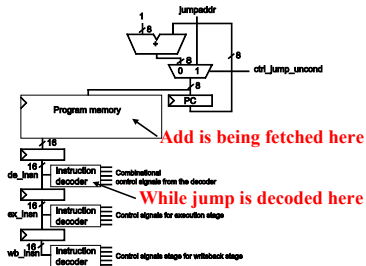 jumpaddr
1
8
+
8
8
0 1
ctrl_jump_uncond
8
PC
Program memory
Add is being fetched here
16
16
de_insn
Instruction
decoder
Combinational
control signals from the decoder
While jump is decoded here
16
ex_insn
Instruction
decoder
Control signals for execution stage
16
wb_insn
Instruction
decoder
Control signals stage for writeback stage